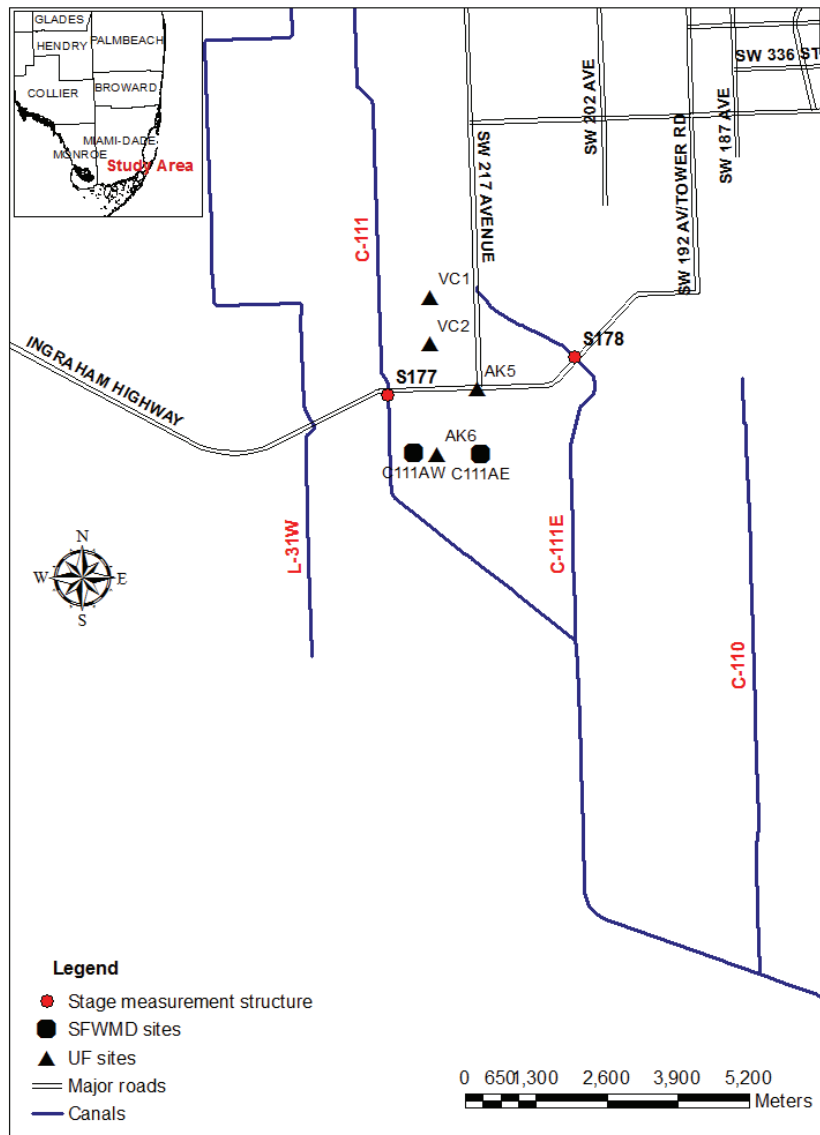 GLADES
HENDRY
PALMBEACH
COLLIER
BROWARD
MIAMI-DADE
MONROE
Study Area
SW 336 ST
SW 202 AVE
SW 187 AVE
SW 217 AVENUE
SW 192 AV/TOWER RD
C-111
VC1
VC2
S178
INGRAHAM HIGHWAY
S177
AK5
AK6
C111AW
C111AE
L-31W
C-111E
C-110
N
W
E
S
Legend
Stage measurement structure
SFWMD sites
UF sites
Major roads
Canals
0 650 1,300 2,600 3,900 5,200
Meters